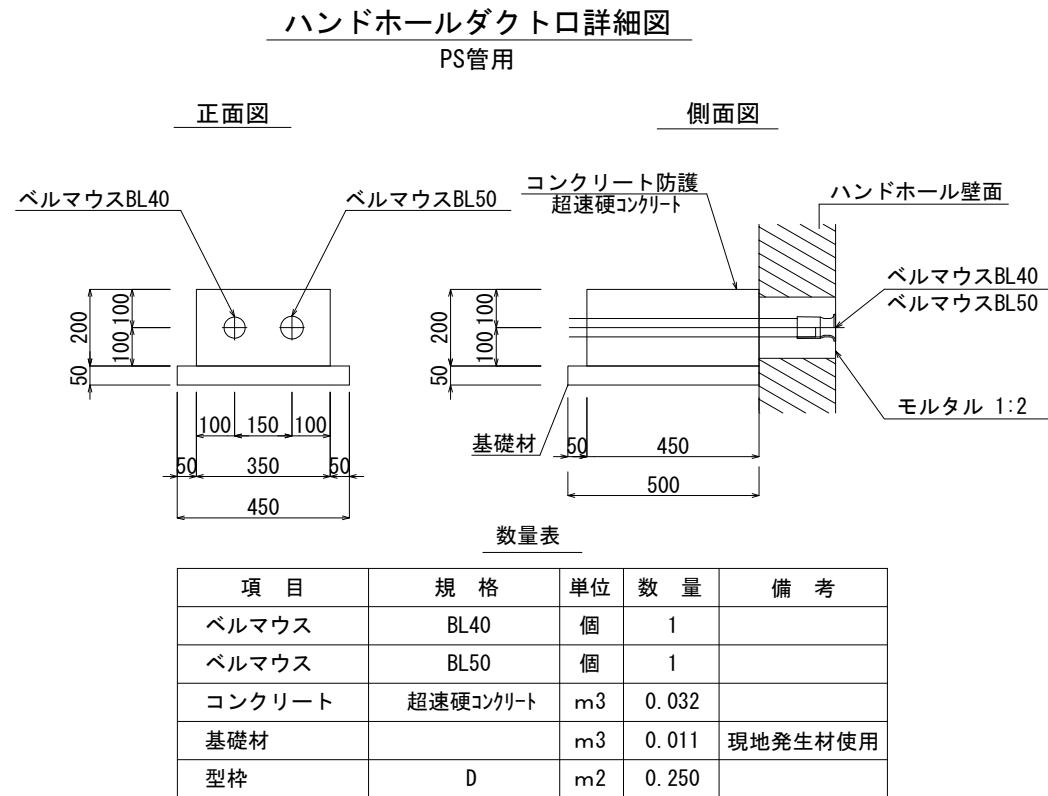 ハンドホールダクト口詳細図
PS管用
正面図
側面図
ベルマウスBL40
ベルマウスBL50
コンクリート防護
超速硬コンクリート
ハンドホール壁面
ベルマウスBL40
ベルマウスBL50
モルタル 1:2
基礎材
200
100
100
50
100 150 100
50 350 50
450
200
100
100
50
50 450
500
数量表
項 目 規 格 単位 数 量 備 考
ベルマウス BL40 個 1
ベルマウス BL50 個 1
コンクリート 超速硬コンクリート m3 0.032
基礎材 m3 0.011 現地発生材使用
型枠 D m2 0.250